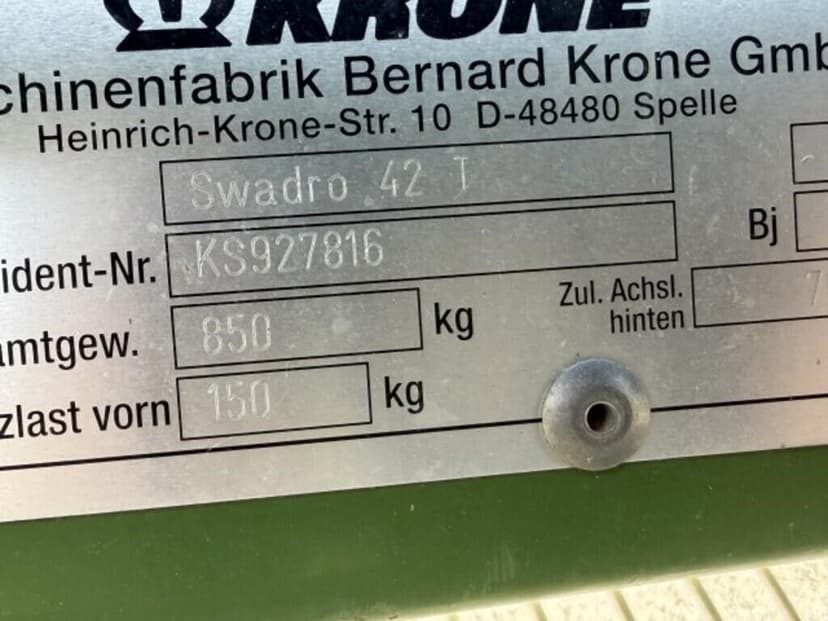 KRONE
chinenfabrik Bernard Krone Gmb
Heinrich-Krone-Str. 10 D-48480 Spelle
Swadro 42 T
ident-Nr. KS927816 Bj
amtgew. 850 kg Zul. Achsl. hinten 7
zlast vorn 150 kg